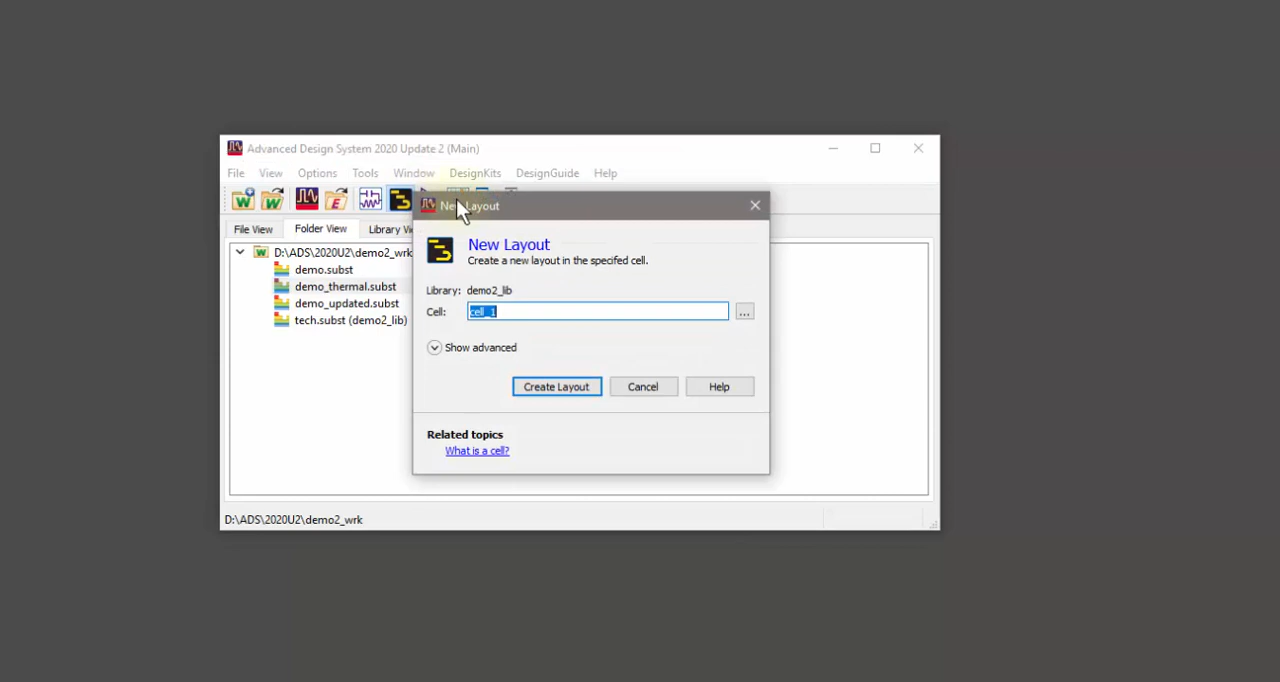 Advanced Design System 2020 Update 2 (Main)
File View Options Tools Window DesignKits DesignGuide Help
New Layout
File View Folder View Library
New Layout
Create a new layout in the specifed cell.
D:\ADS\2020U2\demo2_wrk
demo.subst
demo_thermal.subst
demo_updated.subst
tech.subst (demo2_lib)
Library: demo2_lib
Cell: cell_1
...
Show advanced
Create Layout Cancel Help
Related topics
What is a cell?
D:\ADS\2020U2\demo2_wrk